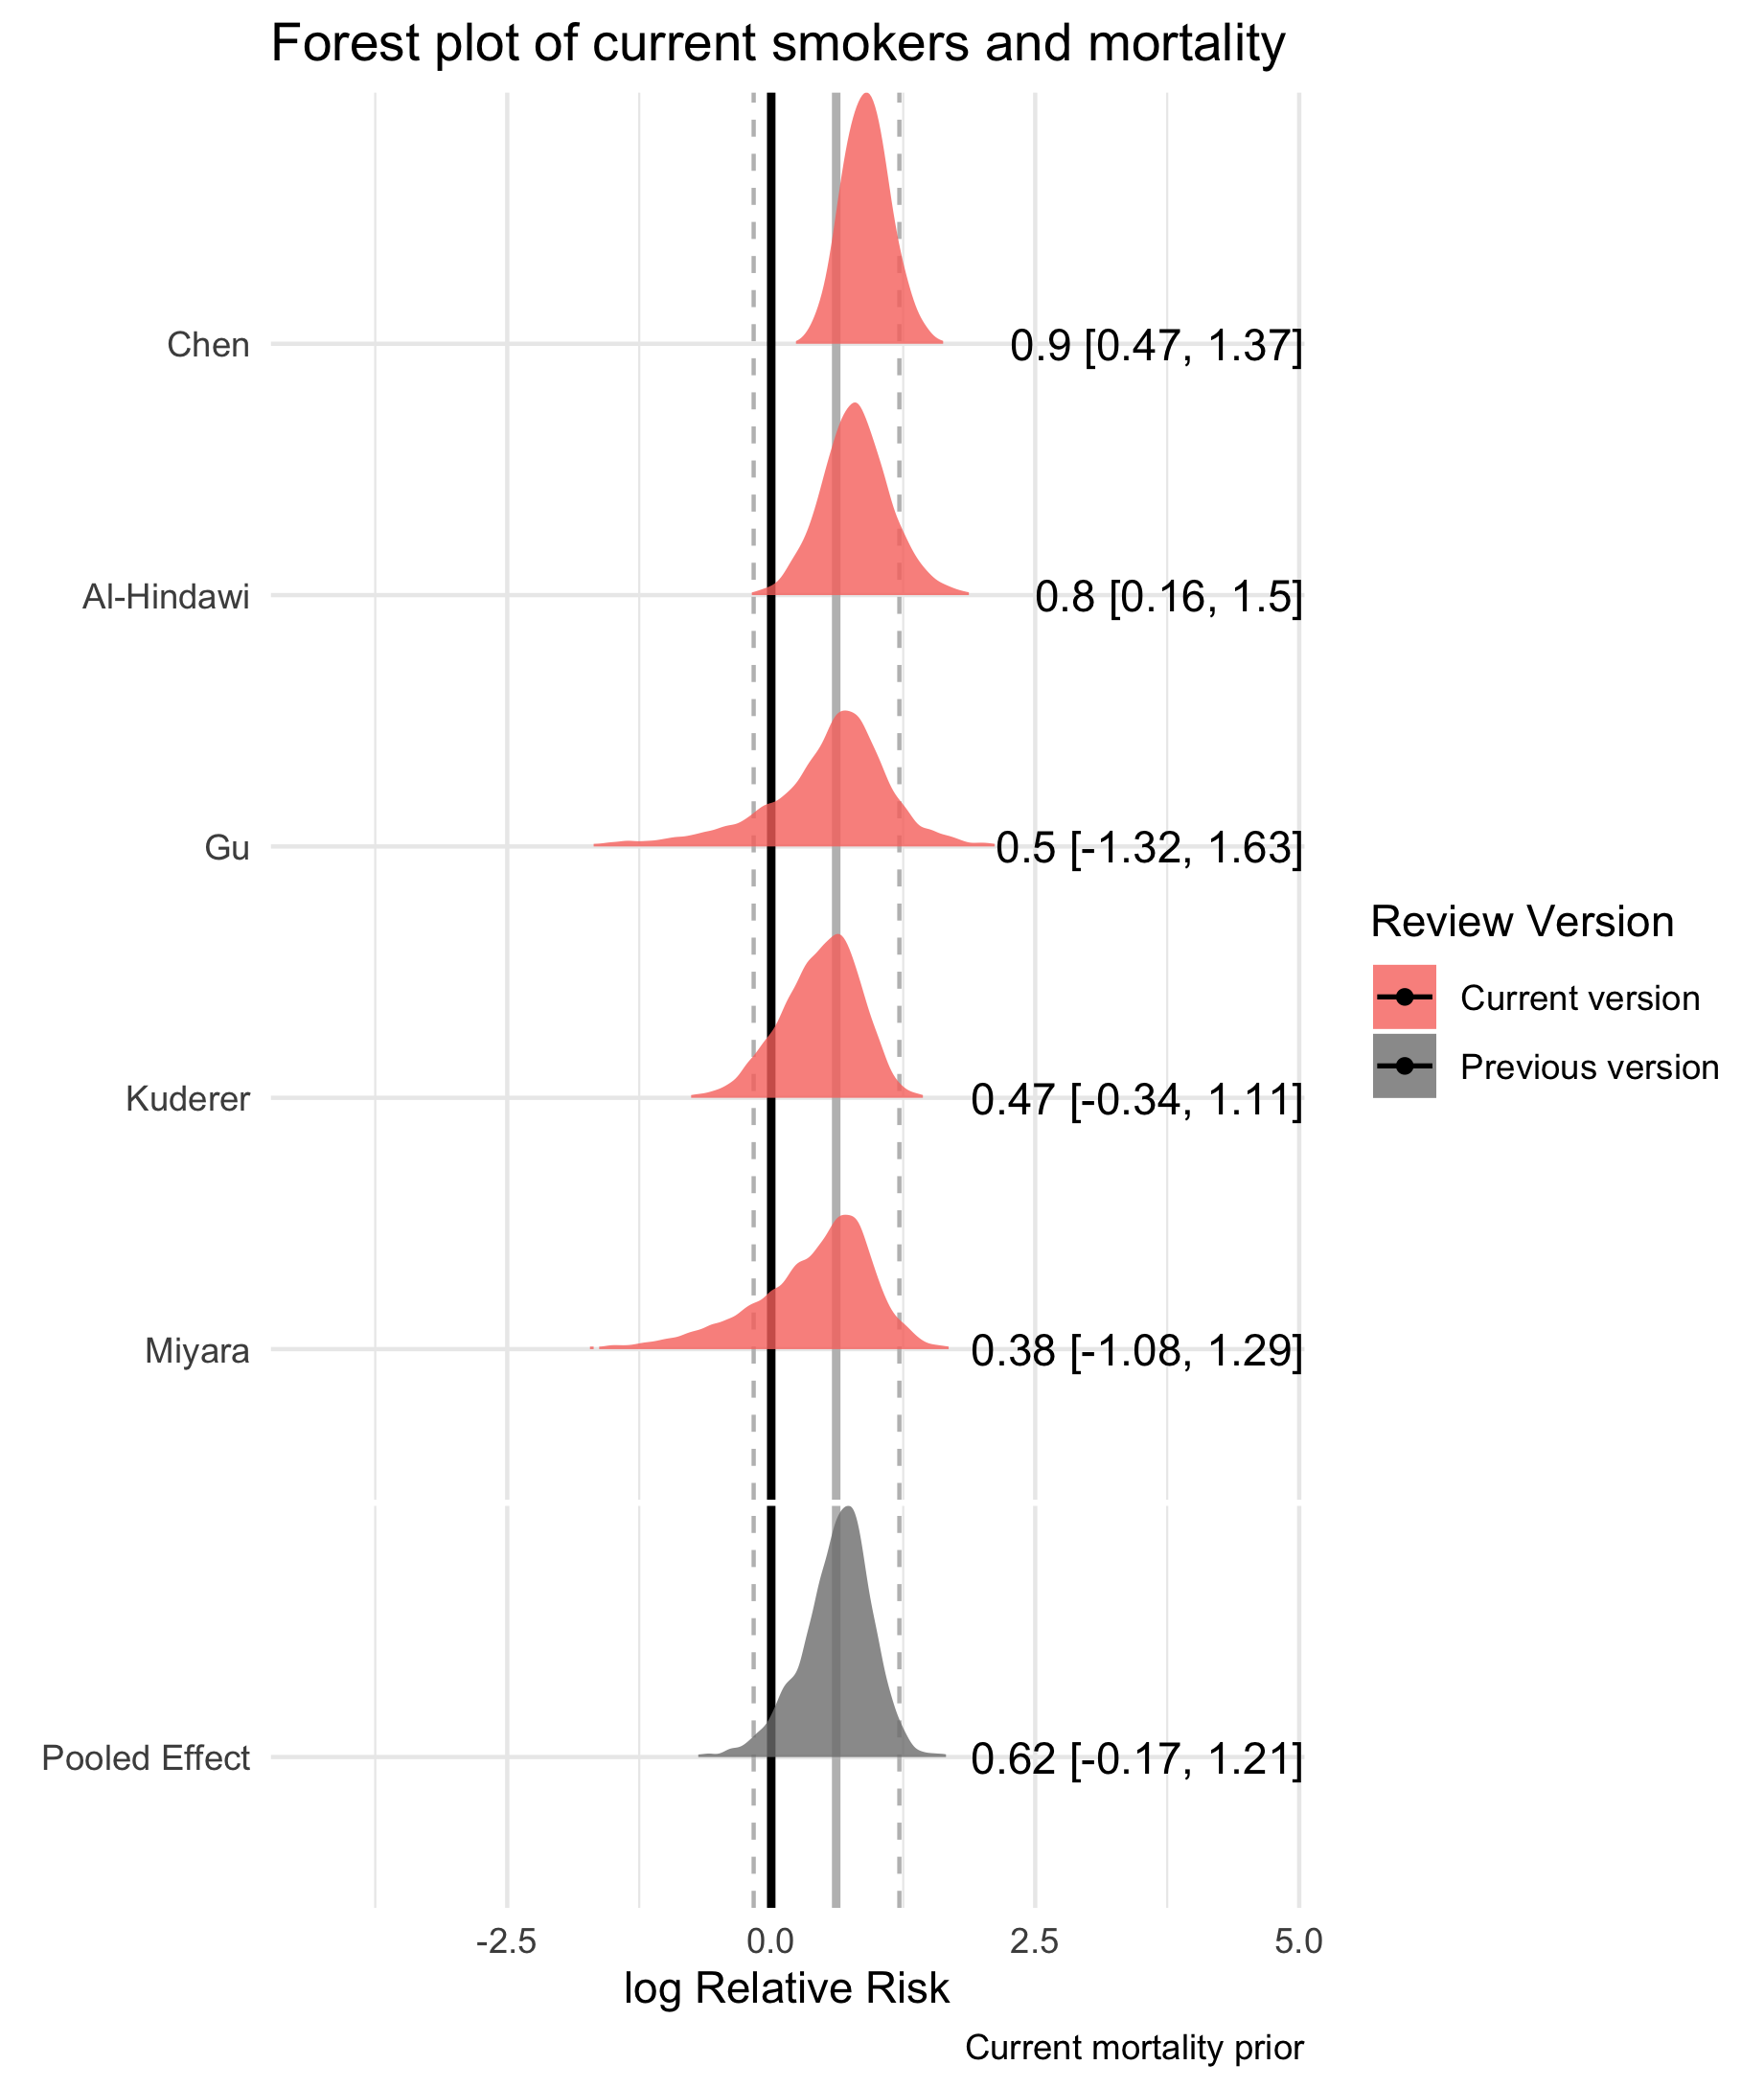 Forest plot of current smokers and mortality
Chen
0.9 [0.47, 1.37]
Al-Hindawi
0.8 [0.16, 1.5]
Gu
0.5 [-1.32, 1.63]
Kuderer
0.47 [-0.34, 1.11]
Miyara
0.38 [-1.08, 1.29]
Pooled Effect
0.62 [-0.17, 1.21]
-2.5
0.0
2.5
5.0
log Relative Risk
Current mortality prior
Review Version
Current version
Previous version